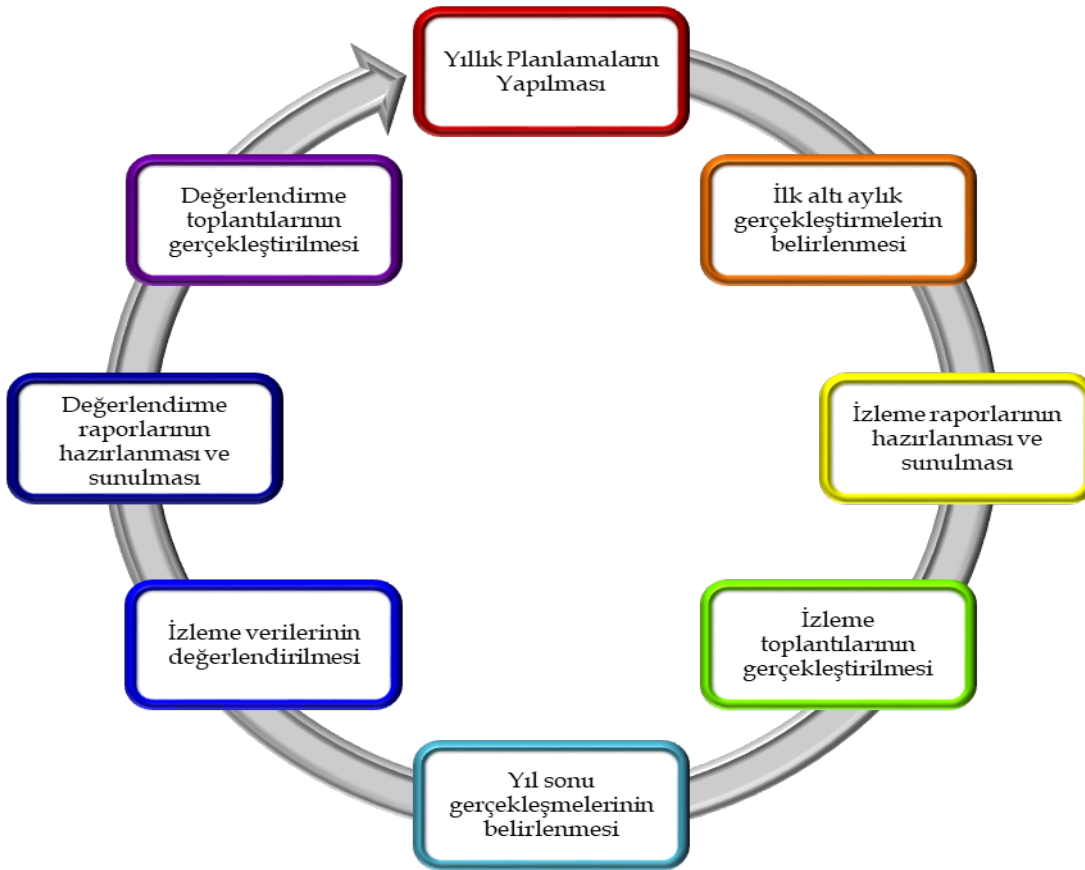 Yıllık Planlamaların
Yapılması
İlk altı aylık
gerçekleştirmelerin
belirlenmesi
İzleme raporlarının
hazırlanması ve
sunulması
İzleme
toplantılarının
gerçekleştirilmesi
Yıl sonu
gerçekleşmelerinin
belirlenmesi
İzleme verilerinin
değerlendirilmesi
Değerlendirme
raporlarının
hazırlanması ve
sunulması
Değerlendirme
toplantılarının
gerçekleştirilmesi